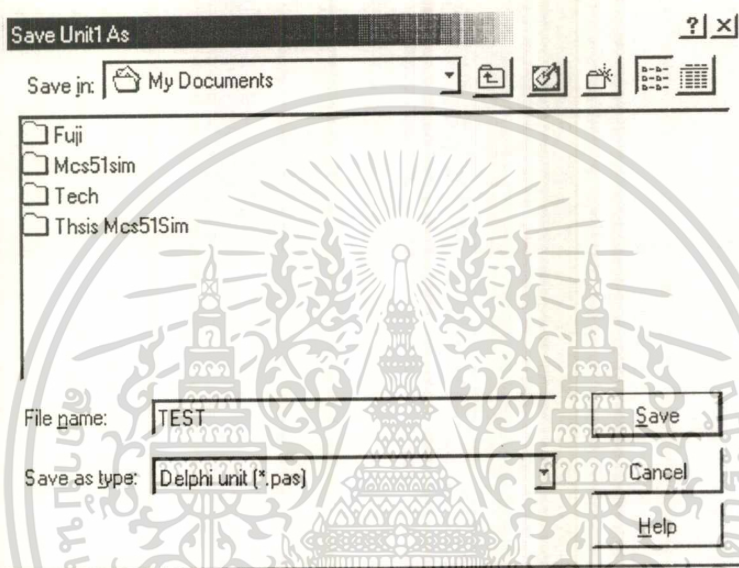 Save Unit1 As
Save in: My Documents
Fuji
Mcs51sim
Tech
Thsis Mcs51Sim
File name: TEST Save
Save as type: Delphi unit (*.pas) Cancel
Help